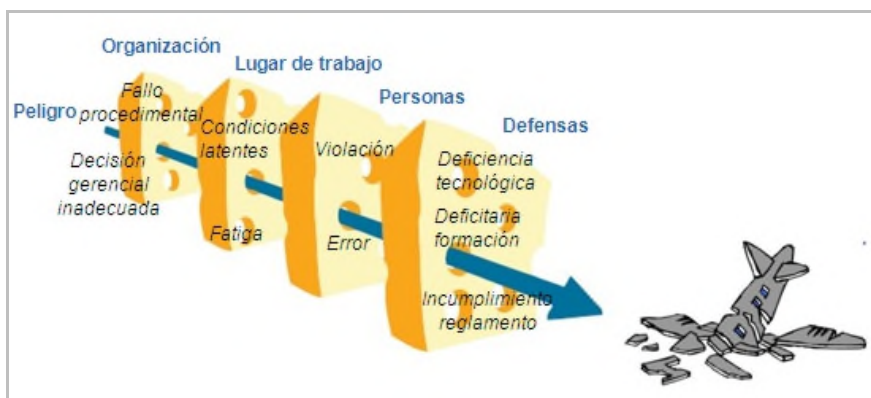 Organización
Lugar de trabajo
Personas
Defensas
Peligro
Fallo
procedimental
Decisión
gerencial
inadecuada
Condiciones
latentes
Fatiga
Violación
Error
Deficiencia
tecnológica
Deficitaria
formación
Incumplimiento
reglamento